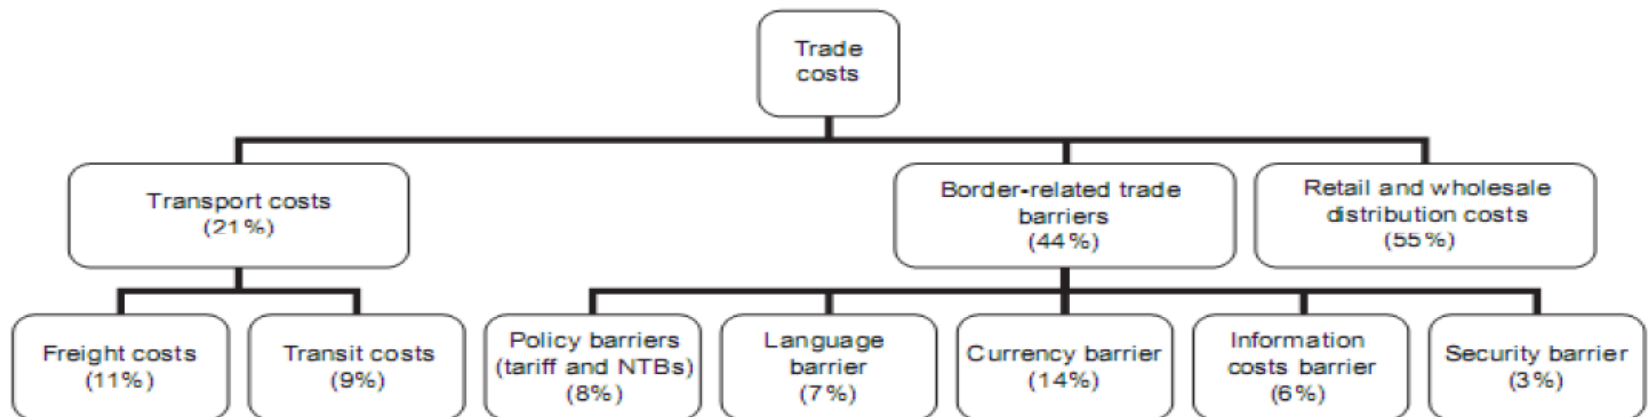 Trade
costs
Transport costs
(21%)
Border-related trade
barriers
(44%)
Retail and wholesale
distribution costs
(55%)
Freight costs
(11%)
Transit costs
(9%)
Policy barriers
(tariff and NTBs)
(8%)
Language
barrier
(7%)
Currency barrier
(14%)
Information
costs barrier
(6%)
Security barrier
(3%)